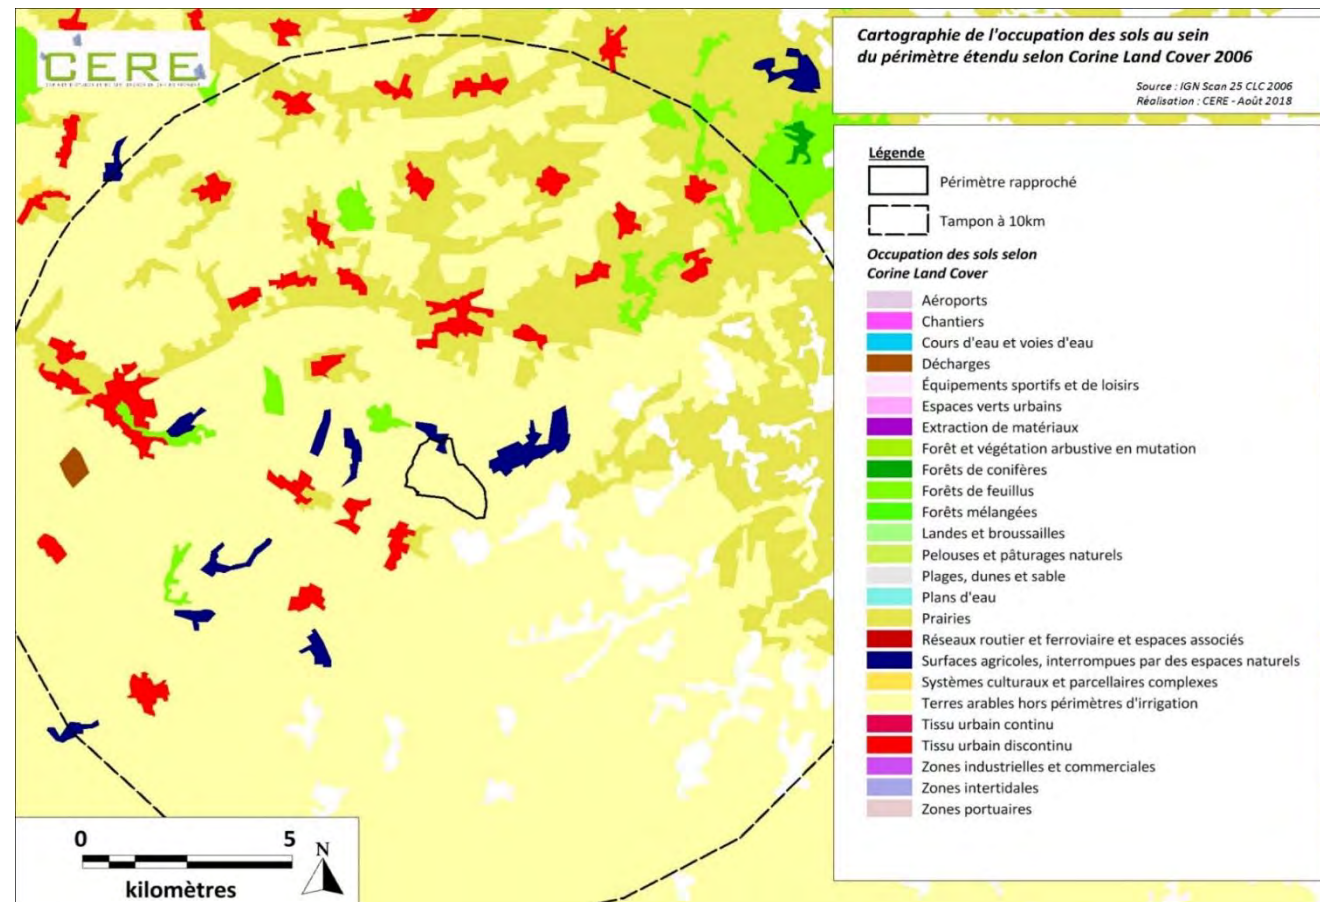 CERE
Cartographie de l'occupation des sols au sein
du périmètre étendu selon Corine Land Cover 2006
Source : IGN Scan 25 CLC 2006
Réalisation : CERE - Août 2018
Légende
Périmètre rapproché
Tampon à 10km
Occupation des sols selon
Corine Land Cover
Aéroports
Chantiers
Cours d'eau et voies d'eau
Décharges
Équipements sportifs et de loisirs
Espaces verts urbains
Extraction de matériaux
Forêt et végétation arbustive en mutation
Forêts de conifères
Forêts de feuillus
Forêts mélangées
Landes et broussailles
Pelouses et pâturages naturels
Plages, dunes et sable
Plans d'eau
Prairies
Réseaux routier et ferroviaire et espaces associés
Surfaces agricoles, interrompues par des espaces naturels
Systèmes culturaux et parcellaires complexes
Terres arables hors périmètres d'irrigation
Tissu urbain continu
Tissu urbain discontinu
Zones industrielles et commerciales
Zones intertidales
Zones portuaires
0 5
N
kilomètres